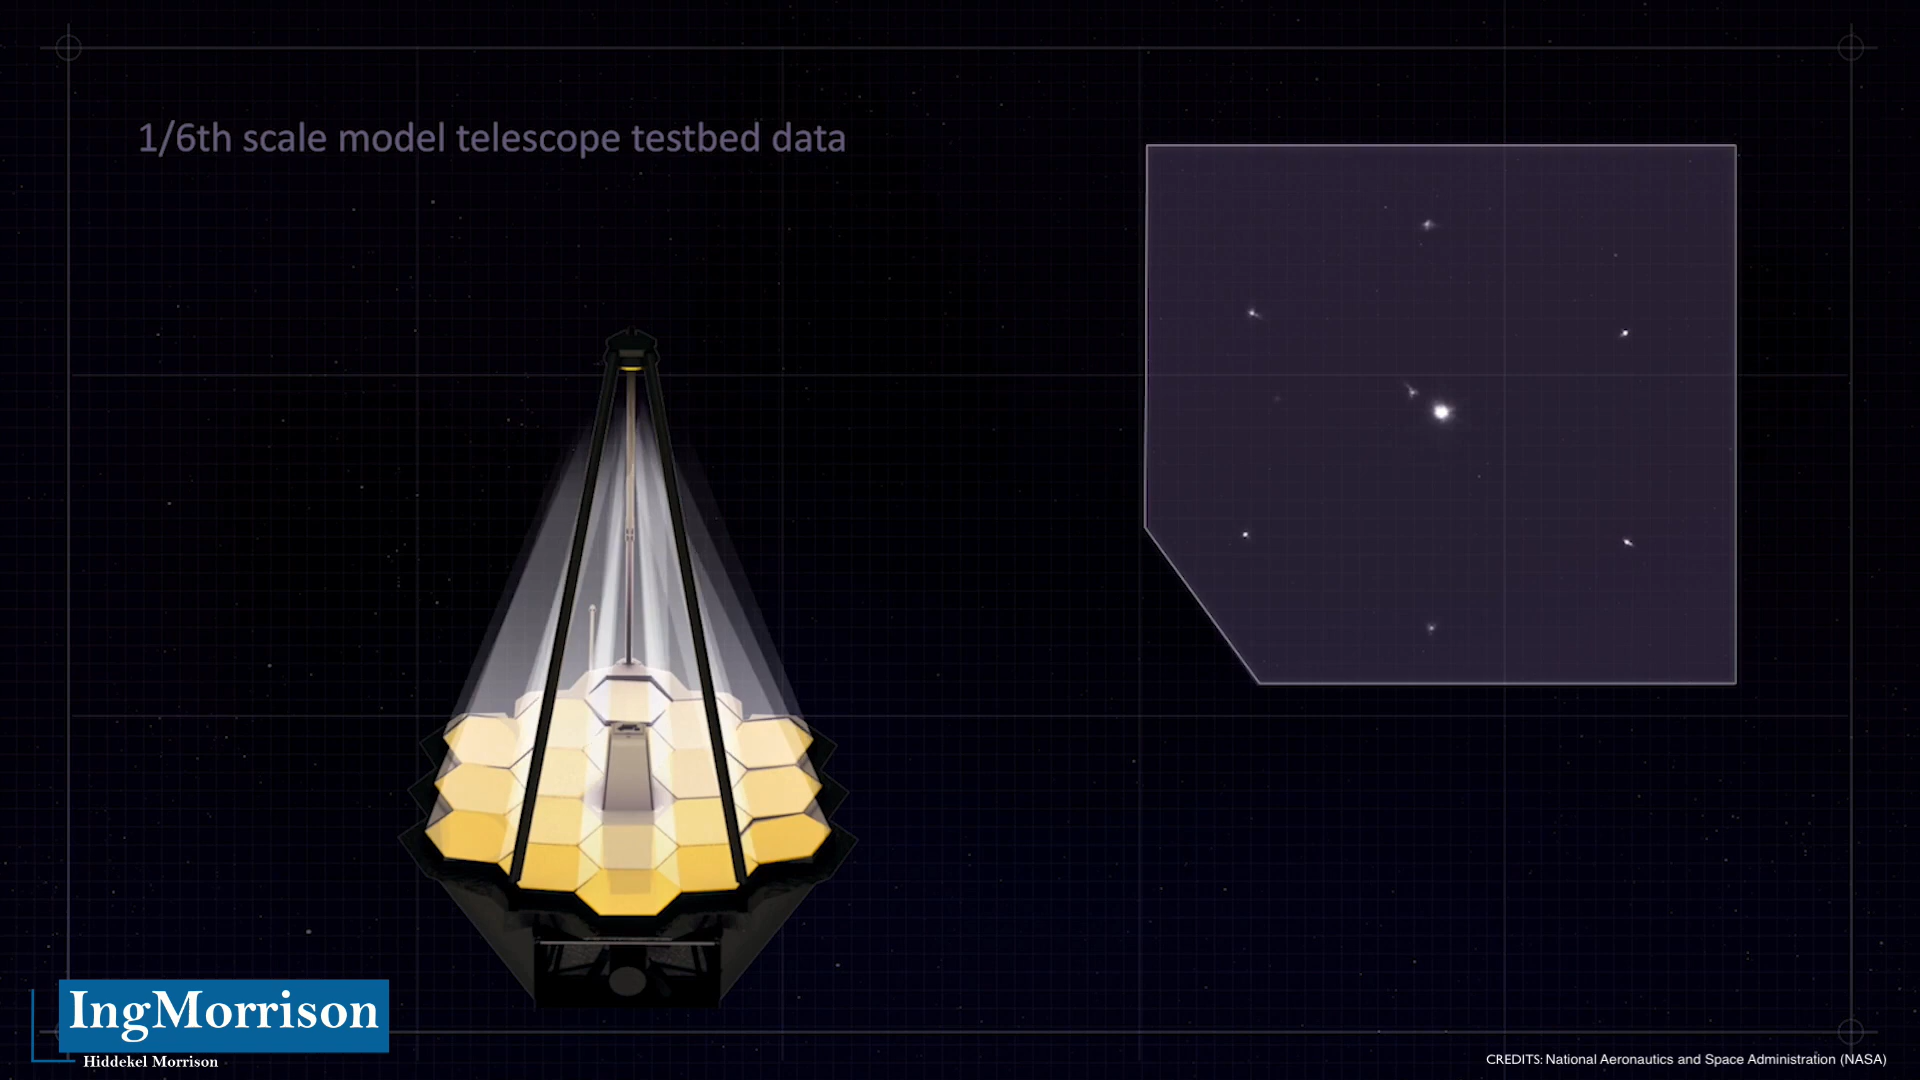 1/6th scale model telescope testbed data
IngMorrison
Hiddekel Morrison
CREDITS: National Aeronautics and Space Administration (NASA)